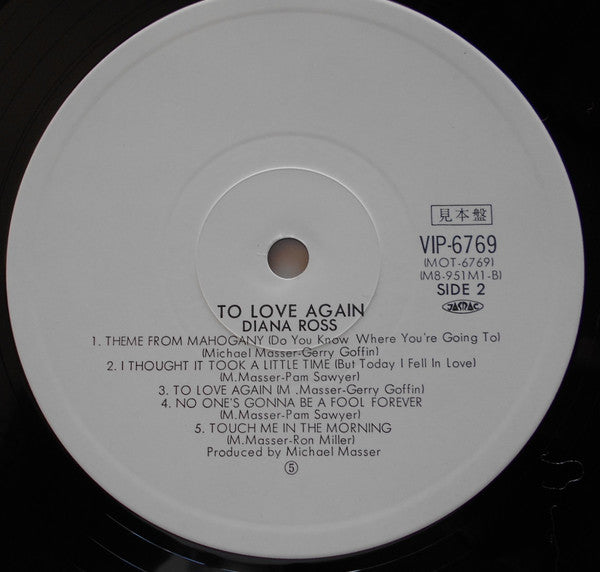 見本盤
VIP-6769
(MOT-6769)
(M8-951M1-B)
SIDE 2
JASRAC
TO LOVE AGAIN
DIANA ROSS
1. THEME FROM MAHOGANY (Do You Know Where You're Going To)
(Michael Masser-Gerry Goffin)
2. I THOUGHT IT TOOK A LITTLE TIME (But Today I Fell In Love)
(M.Masser-Pam Sawyer)
3. TO LOVE AGAIN (M .Masser-Gerry Goffin)
4. NO ONE'S GONNA BE A FOOL FOREVER
(M.Masser-Pam Sawyer)
5. TOUCH ME IN THE MORNING
(M.Masser-Ron Miller)
Produced by Michael Masser
⑤